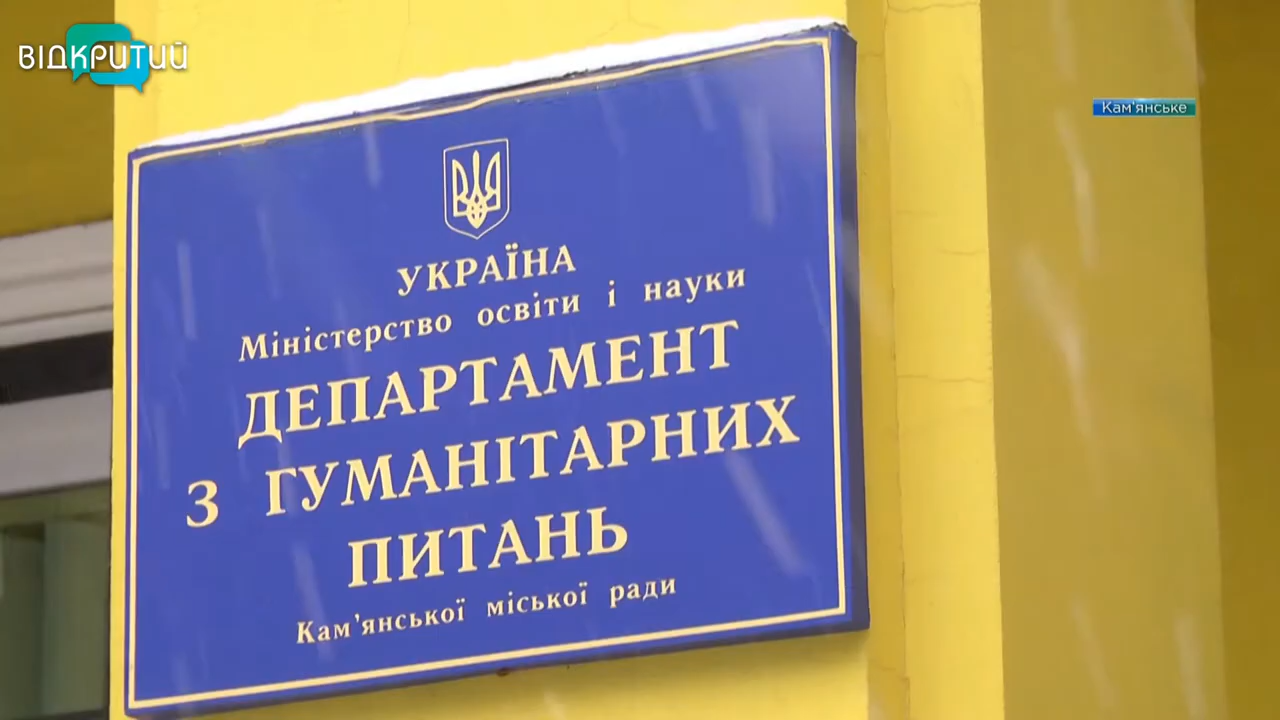 ВІДКРИТИЙ
Кам'янське
УКРАЇНА
Міністерство освіти і науки
ДЕПАРТАМЕНТ
З ГУМАНІТАРНИХ
ПИТАНЬ
Кам'янської міської ради